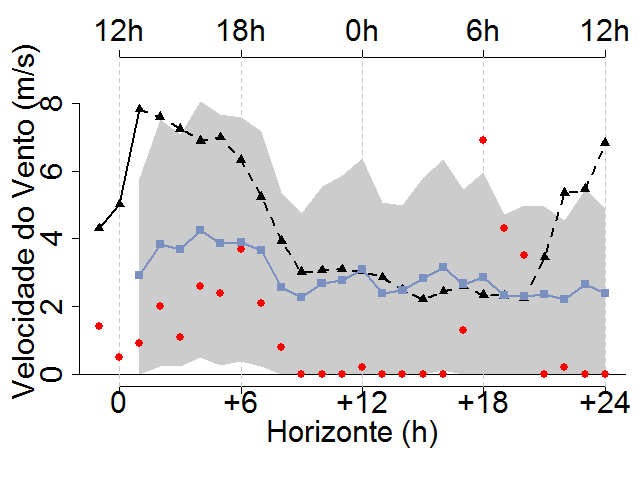 12h 18h 0h 6h 12h
Velocidade do Vento (m/s)
8
6
4
2
0
0 +6 +12 +18 +24
Horizonte (h)